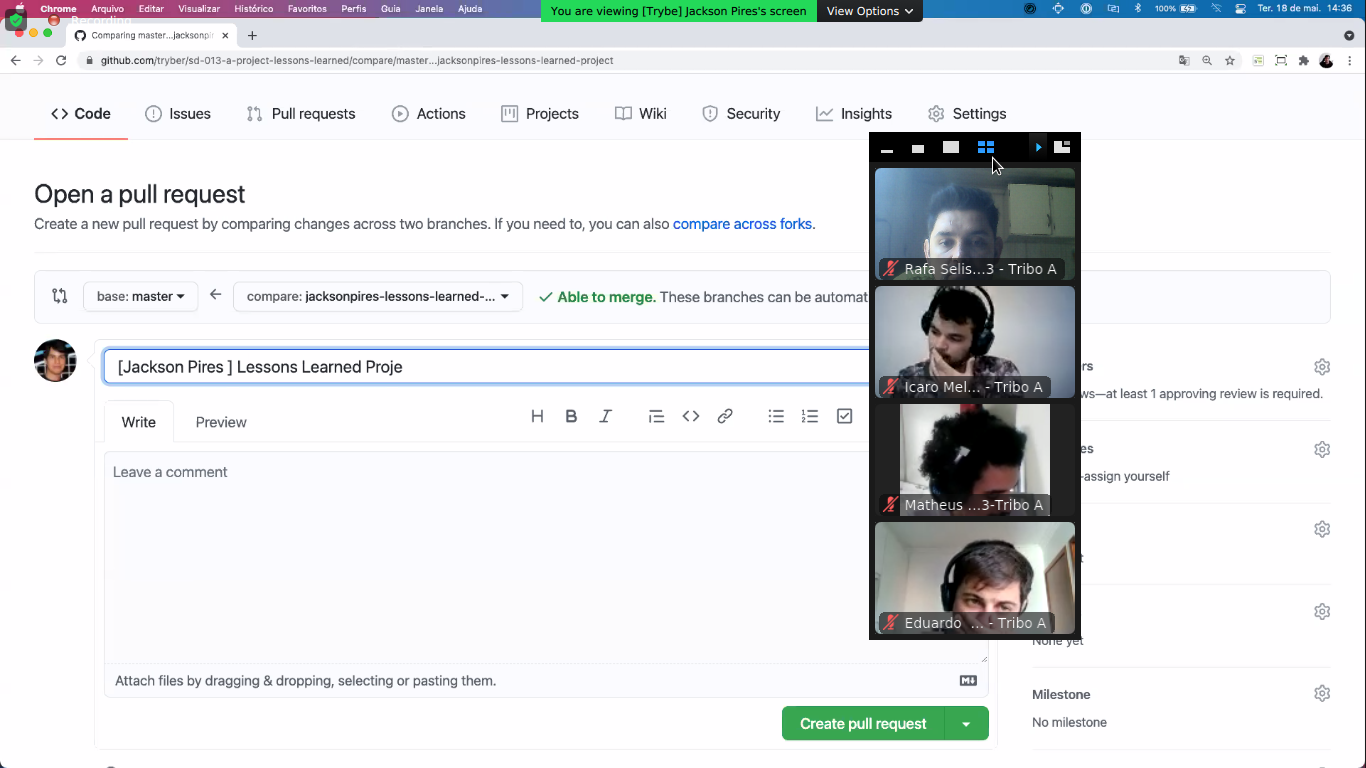 Chrome Arquivo Editar Visualizar Histórico Favoritos Perfis Guia Janela Ajuda
You are viewing [Trybe] Jackson Pires's screen
View Options
100%
Ter. 18 de mai. 14:36
Recording
Comparing master...jacksonpi
github.com/tryber/sd-013-a-project-lessons-learned/compare/master...jacksonpires-lessons-learned-project
Code Issues Pull requests Actions Projects Wiki Security Insights Settings
Open a pull request
Create a new pull request by comparing changes across two branches. If you need to, you can also compare across forks.
base: master
compare: jacksonpires-lessons-learned-...
Able to merge. These branches can be automat
[Jackson Pires ] Lessons Learned Proje
Write Preview
H B I
Leave a comment
Attach files by dragging & dropping, selecting or pasting them.
Create pull request
Rafa Selis...3 - Tribo A
Icaro Mel... - Tribo A
Matheus ...3-Tribo A
Eduardo ... - Tribo A
rs
ws—at least 1 approving review is required.
es
-assign yourself
t
None yet
Milestone
No milestone